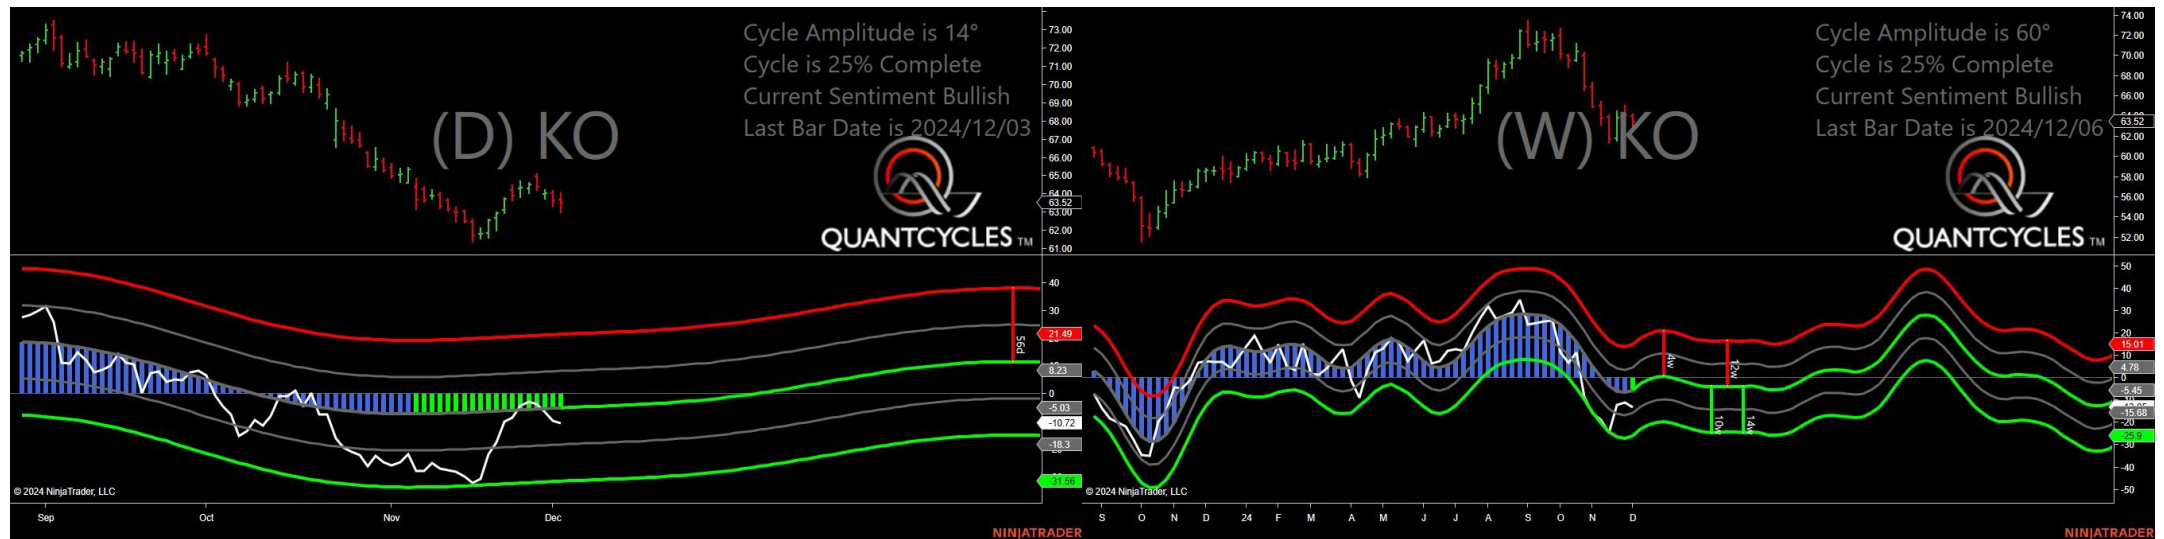 Cycle Amplitude is 14°
Cycle is 25% Complete
Current Sentiment Bullish
Last Bar Date is 2024/12/03
(D) KO
QUANTCYCLES TM
73.00
72.00
71.00
70.00
69.00
68.00
67.00
66.00
65.00
64.00
63.52
63.00
62.00
61.00
56d
40
30
21.49
10
8.23
0
-5.03
-10.72
-18.3
-31.56
© 2024 NinjaTrader, LLC
Sep
Oct
Nov
Dec
NINJATRADER
Cycle Amplitude is 60°
Cycle is 25% Complete
Current Sentiment Bullish
Last Bar Date is 2024/12/06
(W) KO
QUANTCYCLES TM
74.00
72.00
70.00
68.00
66.00
63.52
62.00
60.00
58.00
56.00
54.00
52.00
4w
12w
10w
14w
50
40
30
20
15.01
10
4.78
0
-5.45
-15.68
-20
-25.9
-30
-40
-50
© 2024 NinjaTrader, LLC
S O N D 24 F M A M J J A S O N D
NINJATRADER